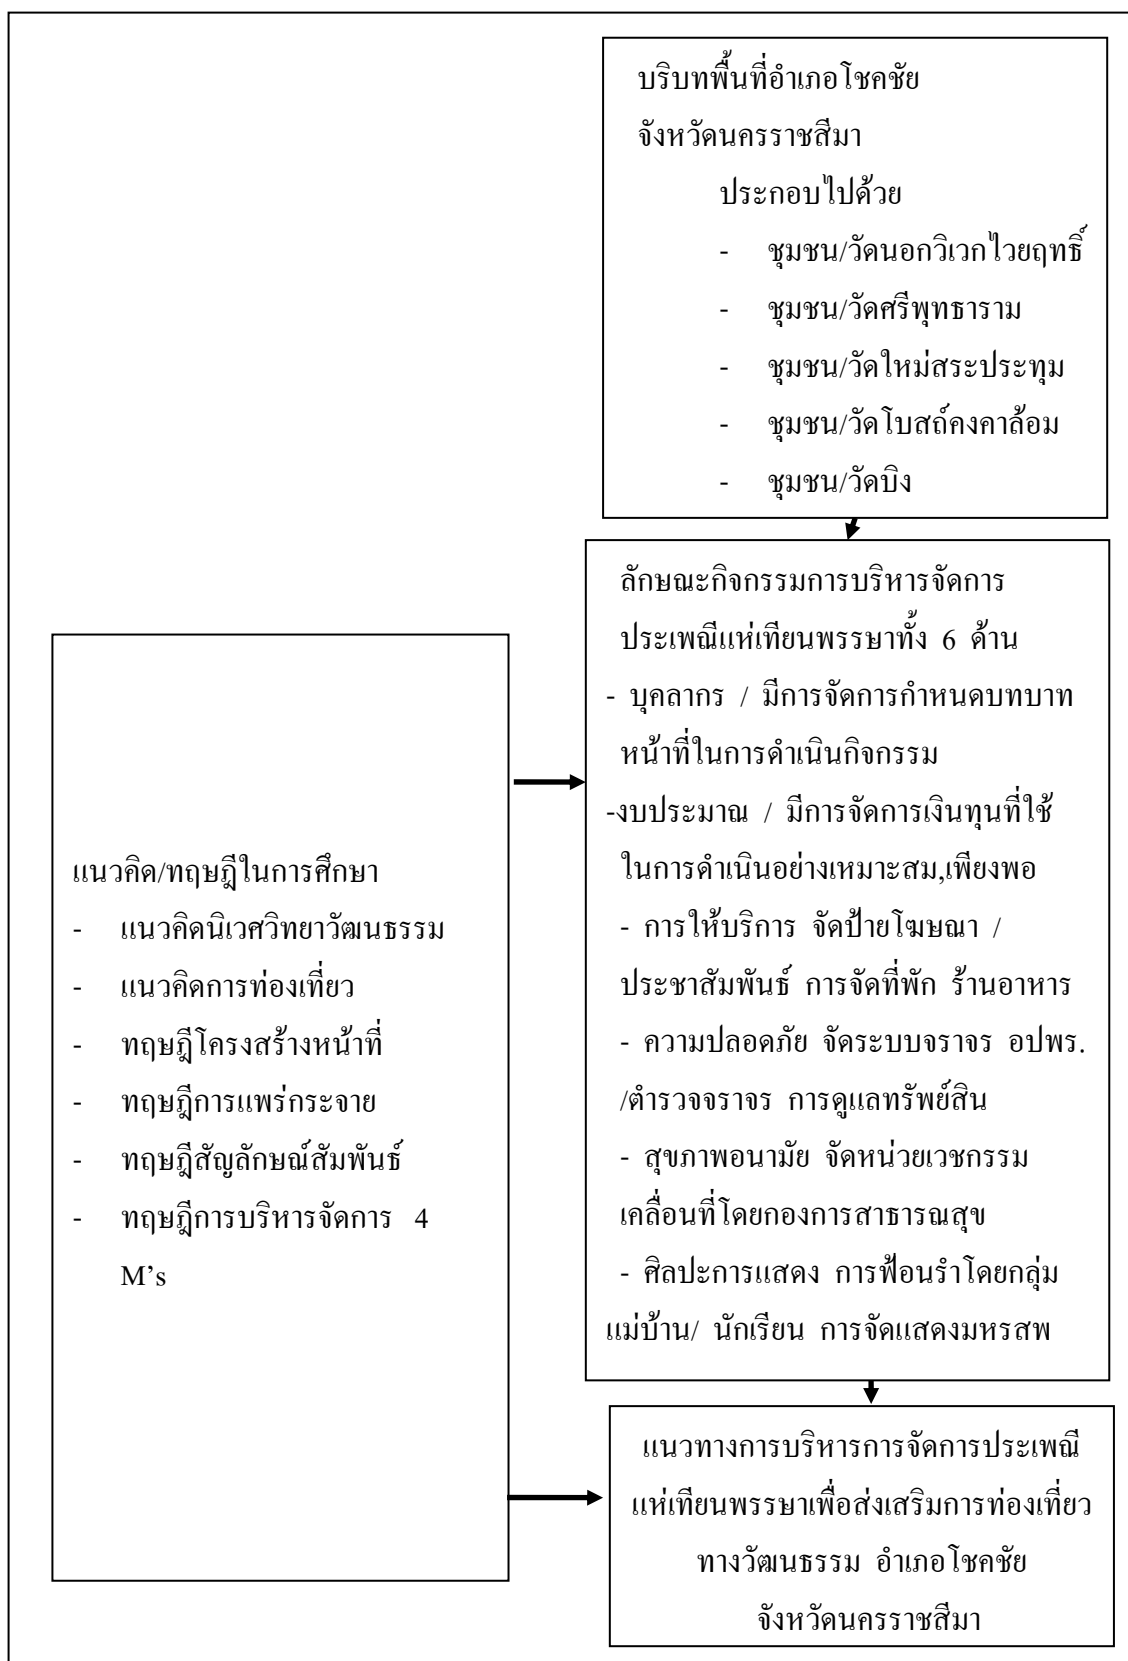 บริบทพื้นที่อำเภอโชคชัย
จังหวัดนครราชสีมา
ประกอบไปด้วย
- ชุมชน/วัดนอกวิเวกไวยฤทธิ์
- ชุมชน/วัดศรีพุทธาราม
- ชุมชน/วัดใหม่สระประทุม
- ชุมชน/วัดโบสถ์คงคาล้อม
- ชุมชน/วัดบิง
ลักษณะกิจกรรมการบริหารจัดการ
ประเพณีแห่เทียนพรรษาทั้ง 6 ด้าน
- บุคลากร / มีการจัดการกำหนดบทบาท
หน้าที่ในการดำเนินกิจกรรม
-งบประมาณ / มีการจัดการเงินทุนที่ใช้
ในการดำเนินอย่างเหมาะสม,เพียงพอ
- การให้บริการ จัดป้ายโฆษณา /
ประชาสัมพันธ์ การจัดที่พัก ร้านอาหาร
- ความปลอดภัย จัดระบบจราจร อปพร.
/ตำรวจจราจร การดูแลทรัพย์สิน
- สุขภาพอนามัย จัดหน่วยเวชกรรม
เคลื่อนที่โดยกองการสาธารณสุข
- ศิลปะการแสดง การฟ้อนรำโดยกลุ่ม
แม่บ้าน/ นักเรียน การจัดแสดงมหรสพ
แนวคิด/ทฤษฎีในการศึกษา
- แนวคิดนิเวศวิทยาวัฒนธรรม
- แนวคิดการท่องเที่ยว
- ทฤษฎีโครงสร้างหน้าที่
- ทฤษฎีการแพร่กระจาย
- ทฤษฎีสัญลักษณ์สัมพันธ์
- ทฤษฎีการบริหารจัดการ 4
M's
แนวทางการบริหารการจัดการประเพณี
แห่เทียนพรรษาเพื่อส่งเสริมการท่องเที่ยว
ทางวัฒนธรรม อำเภอโชคชัย
จังหวัดนครราชสีมา